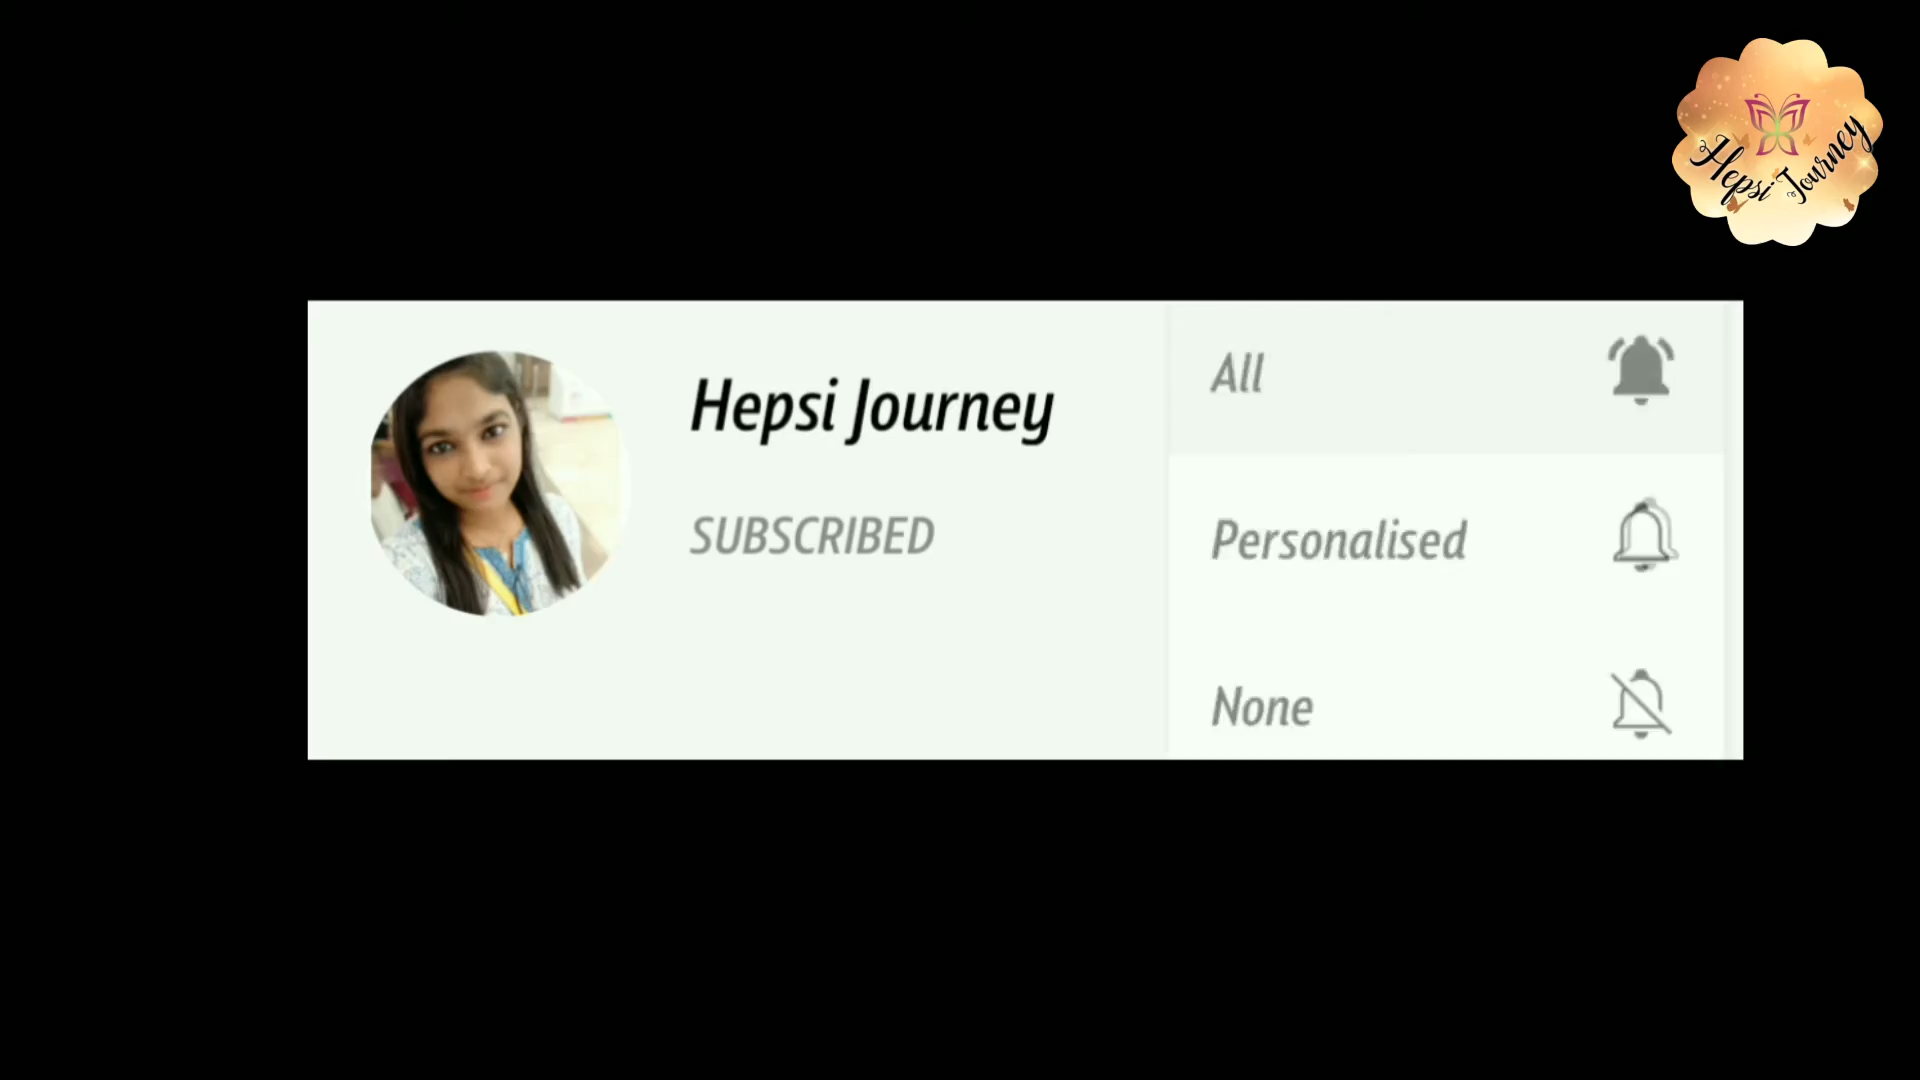 Hepsi Journey
Hepsi Journey
SUBSCRIBED
All
Personalised
None